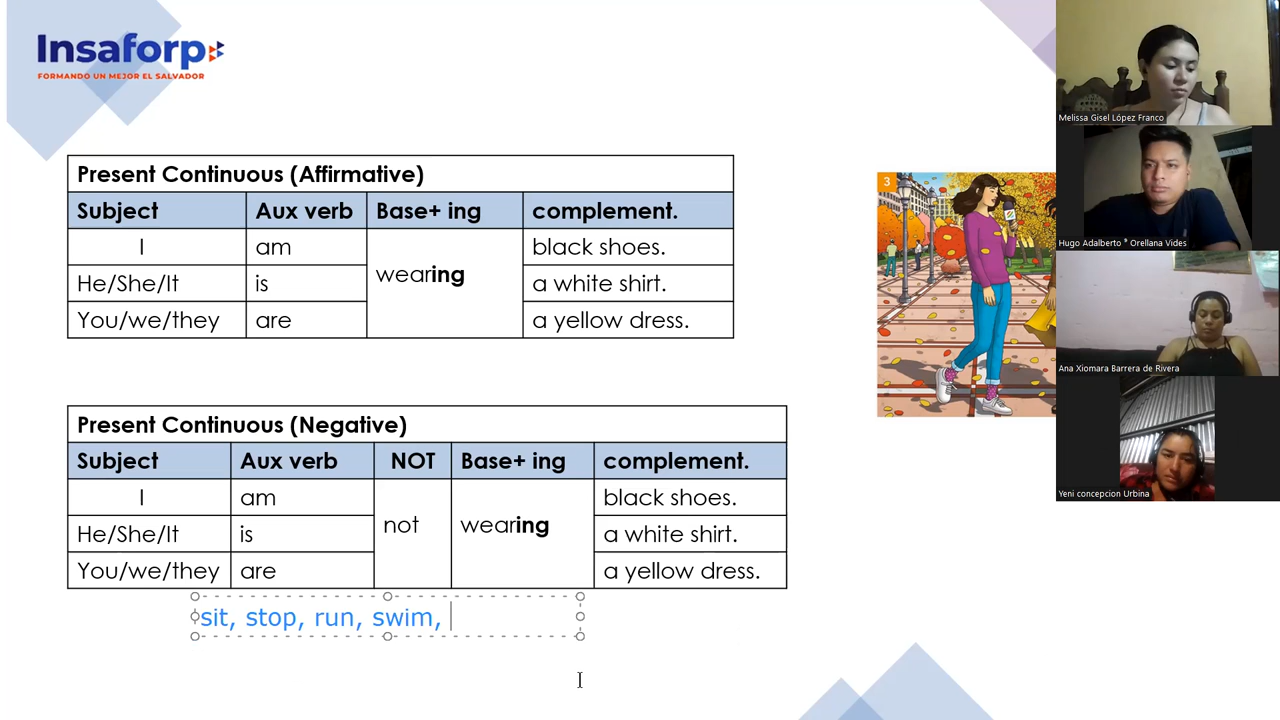 Insaforp
FORMANDO UN MEJOR EL SALVADOR
Present Continuous (Affirmative)
Subject Aux verb Base+ ing complement.
I am wearing black shoes.
He/She/It is a white shirt.
You/we/they are a yellow dress.
Present Continuous (Negative)
Subject Aux verb NOT Base+ ing complement.
I am not wearing black shoes.
He/She/It is a white shirt.
You/we/they are a yellow dress.
sit, stop, run, swim,
3
Melissa Gisel López Franco
Hugo Adalberto * Orellana Vides
Ana Xiomara Barrera de Rivera
Yeni concepcion Urbina